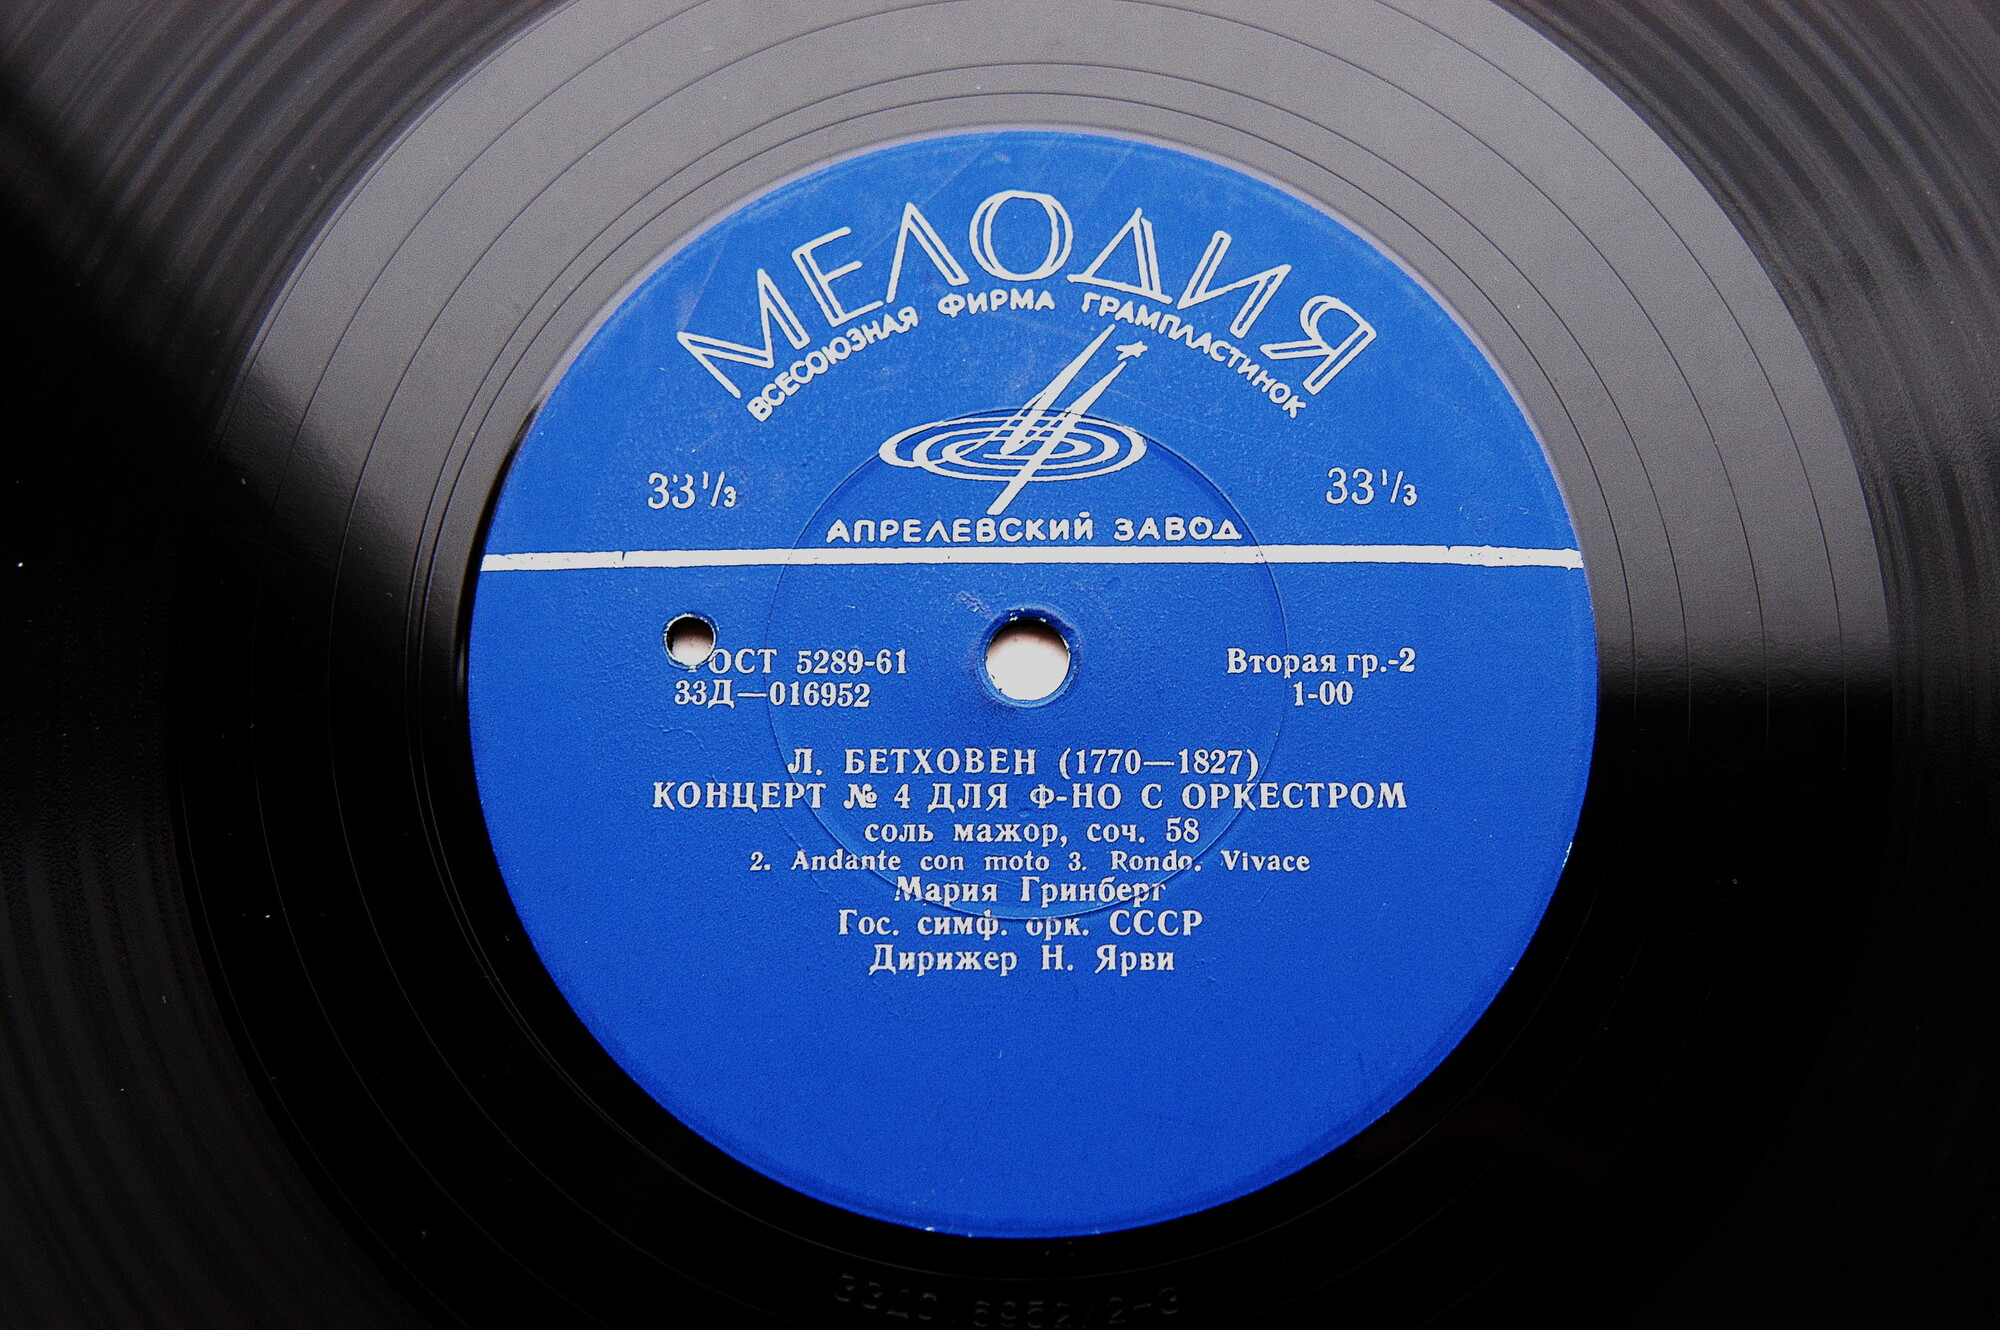 МЕЛОДИЯ
ВСЕСОЮЗНАЯ ФИРМА ГРАМПЛАСТИНОК
33⅓ 33⅓
АПРЕЛЕВСКИЙ ЗАВОД
ГОСТ 5289-61 Вторая гр.-2
33Д—016952 1-00
Л. БЕТХОВЕН (1770—1827)
КОНЦЕРТ № 4 ДЛЯ Ф-НО С ОРКЕСТРОМ
соль мажор, соч. 58
2. Andante con moto 3. Rondo. Vivace
Мария Гринберг
Гос. симф. орк. СССР
Дирижер Н. Ярви